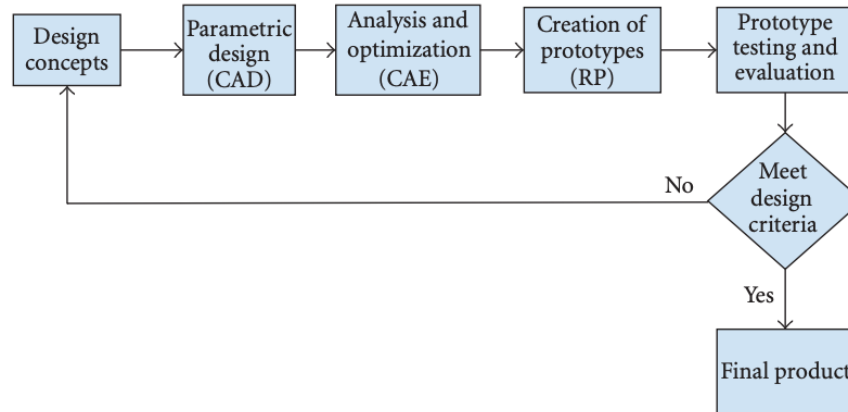 Design
concepts
Parametric
design
(CAD)
Analysis and
optimization
(CAE)
Creation of
prototypes
(RP)
Prototype
testing and
evaluation
Meet
design
criteria
No
Yes
Final product